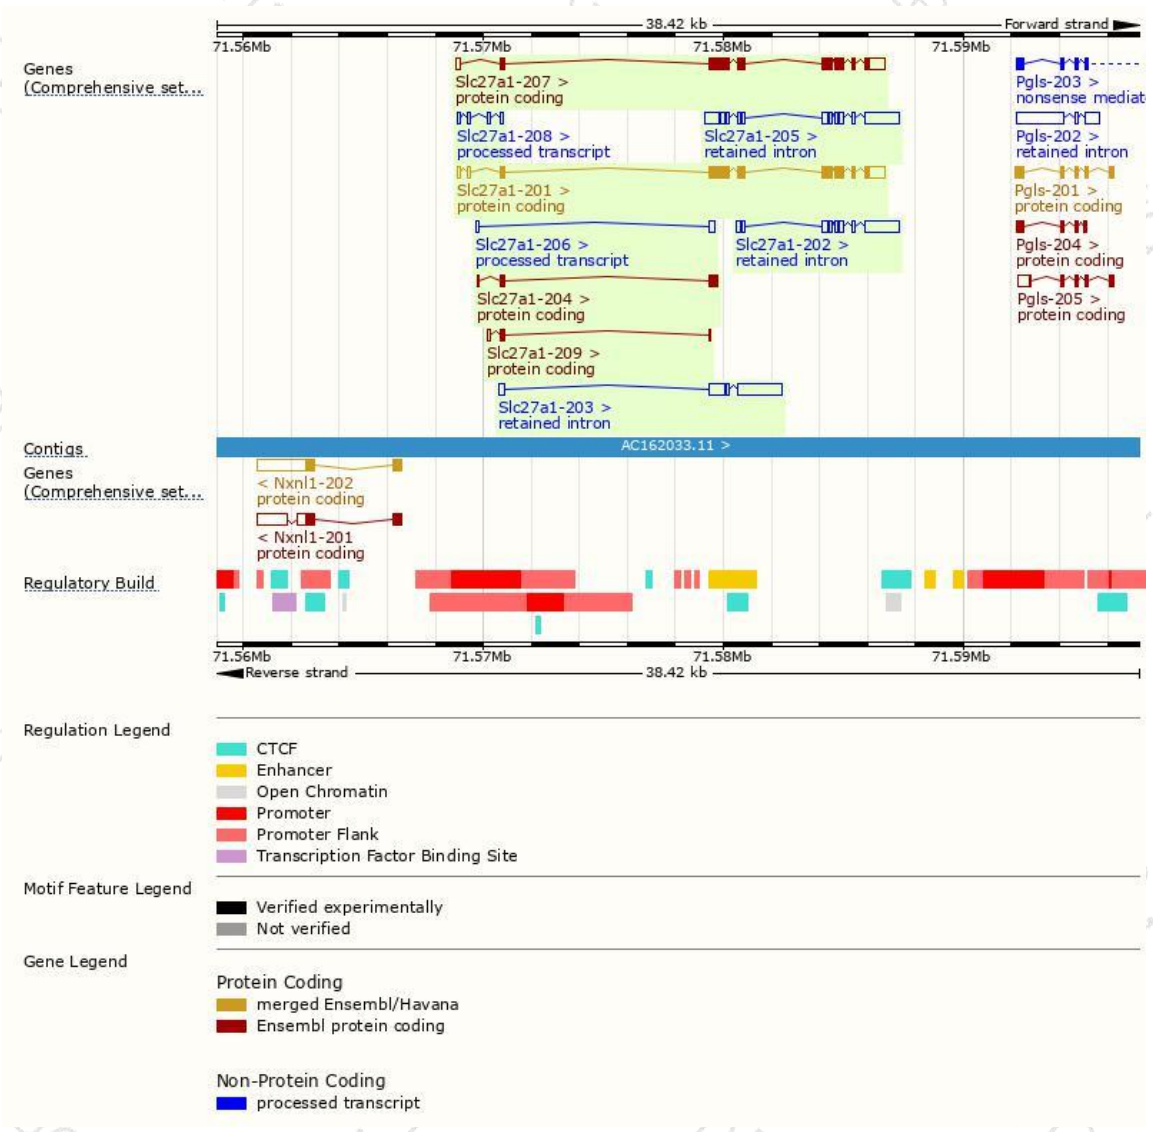 38.42 kb Forward strand
71.56Mb 71.57Mb 71.58Mb 71.59Mb
Genes
(Comprehensive set...
Slc27a1-207 > Pgls-203 >
protein coding nonsense mediat
Slc27a1-208 > Slc27a1-205 > Pgls-202 >
processed transcript retained intron retained intron
Slc27a1-201 > Pgls-201 >
protein coding protein coding
Slc27a1-206 > Slc27a1-202 > Pgls-204 >
processed transcript retained intron protein coding
Slc27a1-204 > Pgls-205 >
protein coding protein coding
Slc27a1-209 >
protein coding
Slc27a1-203 >
retained intron
Contigs AC162033.11 >
Genes
(Comprehensive set...
< Nxnl1-202
protein coding
< Nxnl1-201
protein coding
Regulatory Build
71.56Mb 71.57Mb 71.58Mb 71.59Mb
Reverse strand 38.42 kb
Regulation Legend
CTCF
Enhancer
Open Chromatin
Promoter
Promoter Flank
Transcription Factor Binding Site
Motif Feature Legend
Verified experimentally
Not verified
Gene Legend
Protein Coding
merged Ensembl/Havana
Ensembl protein coding
Non-Protein Coding
processed transcript